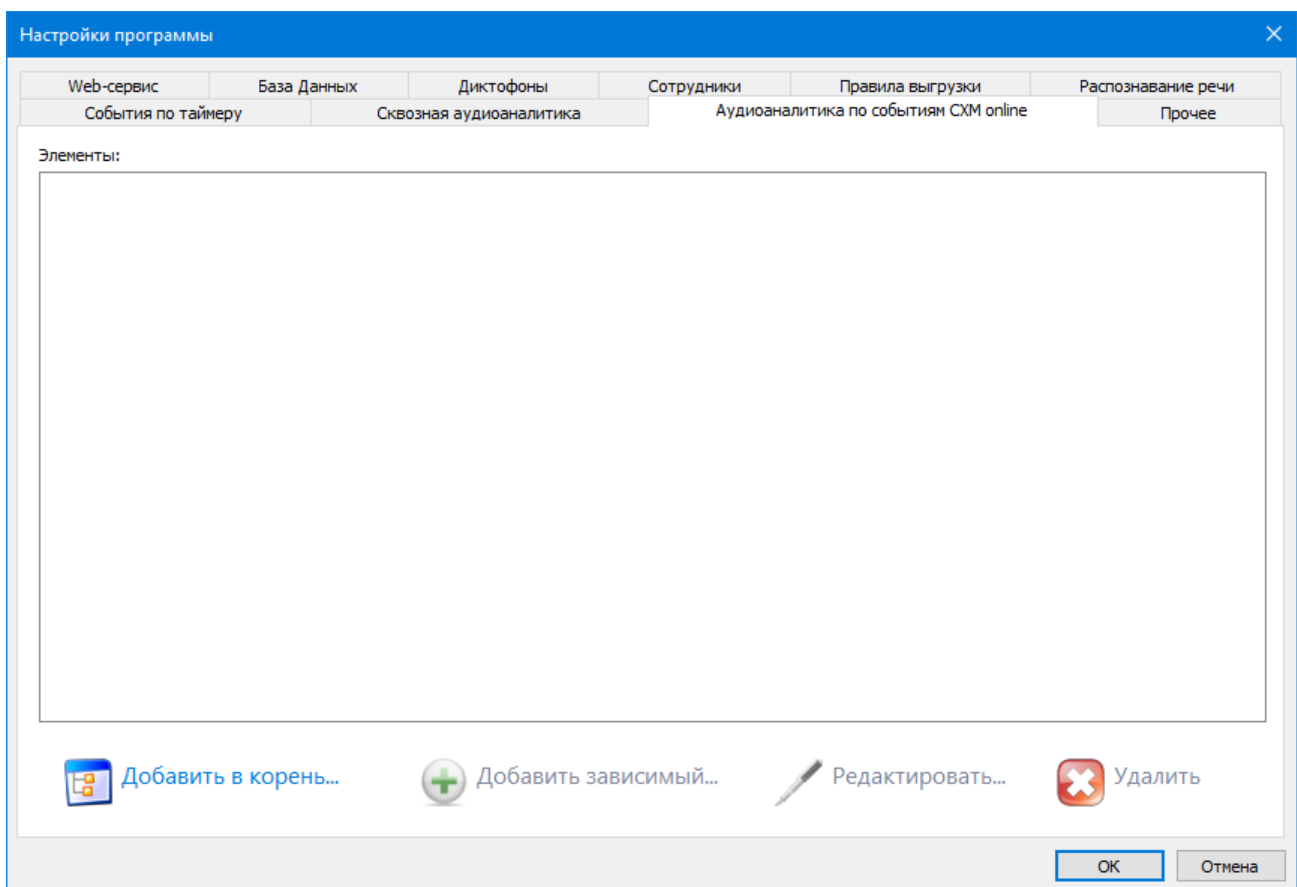 Настройки программы
Web-сервис База Данных Диктофоны Сотрудники Правила выгрузки Распознавание речи
События по таймеру Сквозная аудиоаналитика Аудиоаналитика по событиям CXM online Прочее
Элементы:
Добавить в корень... Добавить зависимый... Редактировать... Удалить
OK Отмена